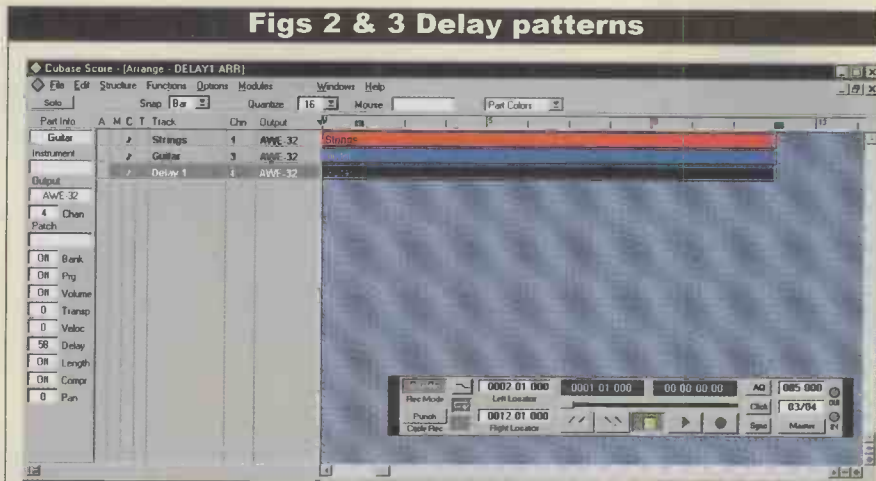 Figs 2 & 3 Delay patterns
Cubase Score - [Arrange - DELAY1 ARR]
File Edit Structure Functions Options Modules Windows Help
Solo Snap Bar Quantize 16 Mouse Part Colors
Part Info A M C T Track Chn Output
Guitar Strings 1 AWE-32 Strings
Instrument Guitar 3 AWE-32
Delay 1 4 AWE-32
Output
AWE-32
4 Chan
Patch
Off Bank
Off Prg
Off Volume
0 Transp
0 Veloc
58 Delay
Off Length
Off Compr
0 Pan
0002 01 000 0001 01 000 00 00 00 00 AQ 085 000
Rec Mode Left Locator Click 03/04
Punch 0012 01 000
Cycle Rec Right Locator Sync Master IN